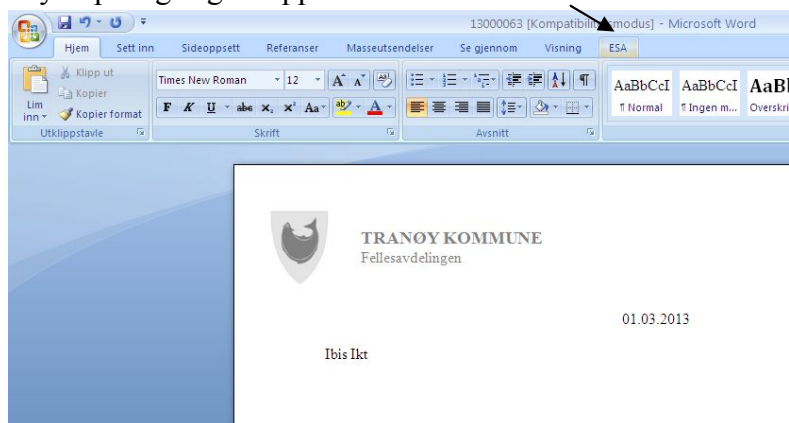 13000063 [Kompatibilitetsmodus] - Microsoft Word
Hjem Sett inn Sideoppsett Referanser Masseutsendelser Se gjennom Visning ESA
Klipp ut
Kopier
Lim inn
Kopier format
Utklippstavle
Times New Roman 12
F K U abe x₂ x² Aa
Skrift
Avsnitt
AaBbCcI AaBbCcI AaBl
¶ Normal ¶ Ingen m... Overskri
TRANØY KOMMUNE
Fellesavdelingen
01.03.2013
Ibis Ikt